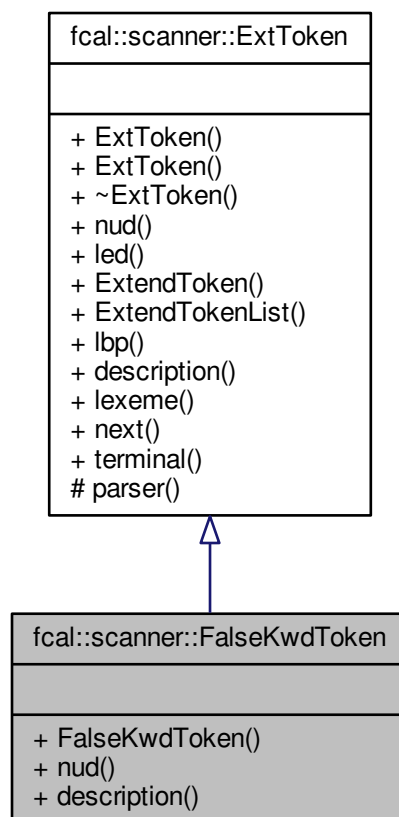 fcal::scanner::ExtToken
+ ExtToken()
+ ExtToken()
+ ~ExtToken()
+ nud()
+ led()
+ ExtendToken()
+ ExtendTokenList()
+ lbp()
+ description()
+ lexeme()
+ next()
+ terminal()
# parser()
fcal::scanner::FalseKwdToken
+ FalseKwdToken()
+ nud()
+ description()